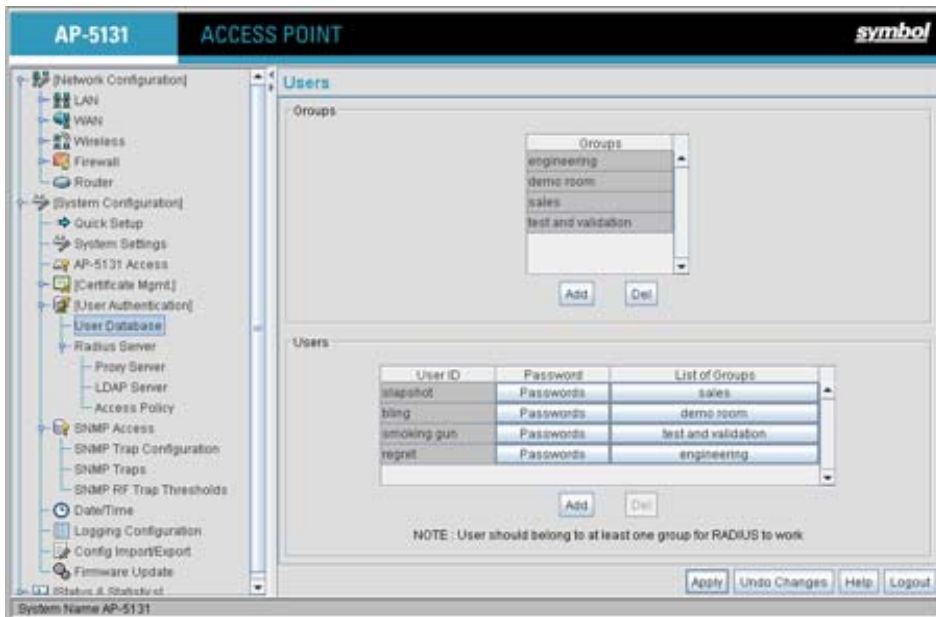 AP-5131 ACCESS POINT symbol
[Network Configuration]
LAN
WAN
Wireless
Firewall
Router
[System Configuration]
Quick Setup
System Settings
AP-5131 Access
[Certificate Mgmt.]
[User Authentication]
User Database
Radius Server
Proxy Server
LDAP Server
Access Policy
SNMP Access
SNMP Trap Configuration
SNMP Traps
SNMP RF Trap Thresholds
Date/Time
Logging Configuration
Config Import/Export
Firmware Update
[Status & Statistics]
System Name AP-5131
Users
Groups
Groups
engineering
demo room
sales
test and validation
Add Del
Users
User ID Password List of Groups
slapshot Passwords sales
bling Passwords demo room
smoking gun Passwords test and validation
regret Passwords engineering
Add Del
NOTE : User should belong to at least one group for RADIUS to work
Apply Undo Changes Help Logout